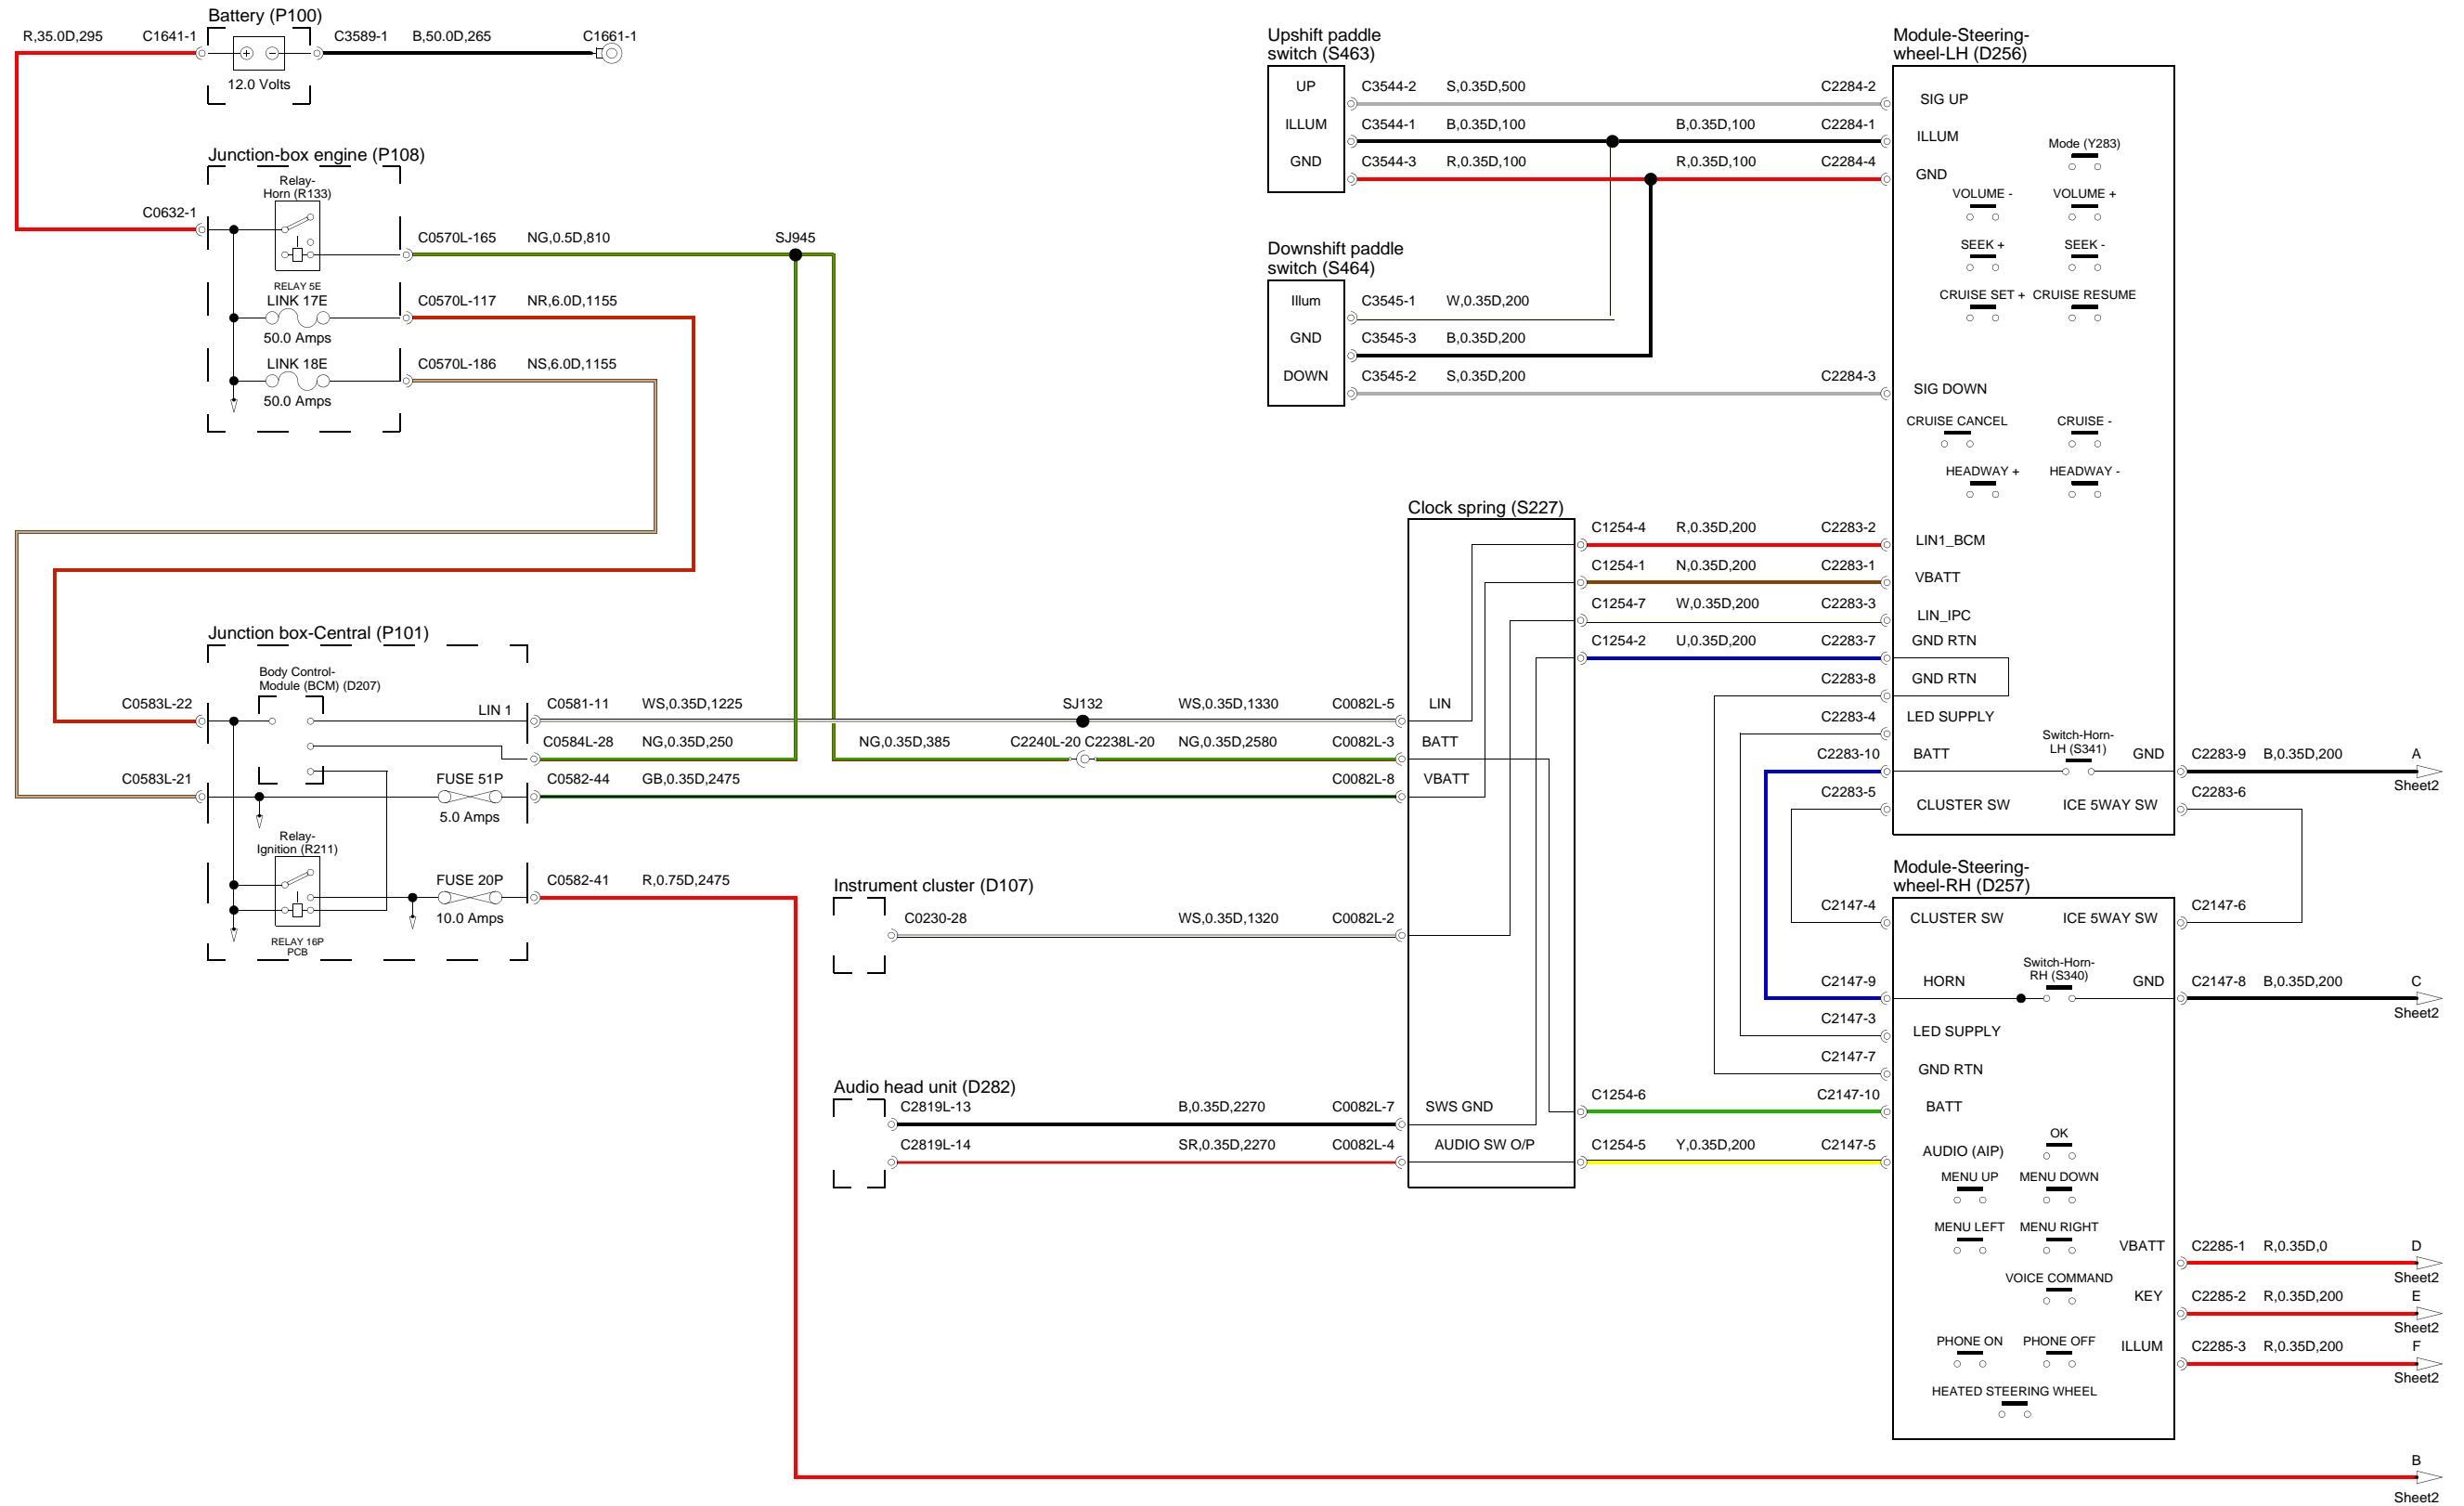 Battery (P100)
R,35.0D,295
C1641-1
C3589-1
B,50.0D,265
C1661-1
12.0 Volts
Junction-box engine (P108)
Relay-
Horn (R133)
C0632-1
C0570L-165
NG,0.5D,810
SJ945
RELAY 5E
LINK 17E
C0570L-117
NR,6.0D,1155
50.0 Amps
LINK 18E
C0570L-186
NS,6.0D,1155
50.0 Amps
Junction box-Central (P101)
Body Control-
Module (BCM) (D207)
C0583L-22
LIN 1
C0581-11
WS,0.35D,1225
SJ132
WS,0.35D,1330
C0082L-5
C0584L-28
NG,0.35D,250
NG,0.35D,385
C2240L-20 C2238L-20
NG,0.35D,2580
C0082L-3
C0583L-21
FUSE 51P
C0582-44
GB,0.35D,2475
C0082L-8
5.0 Amps
Relay-
Ignition (R211)
FUSE 20P
C0582-41
R,0.75D,2475
10.0 Amps
RELAY 16P
PCB
Instrument cluster (D107)
C0230-28
WS,0.35D,1320
C0082L-2
Audio head unit (D282)
C2819L-13
B,0.35D,2270
C0082L-7
C2819L-14
SR,0.35D,2270
C0082L-4
Upshift paddle
switch (S463)
UP
C3544-2
S,0.35D,500
C2284-2
ILLUM
C3544-1
B,0.35D,100
B,0.35D,100
C2284-1
GND
C3544-3
R,0.35D,100
R,0.35D,100
C2284-4
Downshift paddle
switch (S464)
Illum
C3545-1
W,0.35D,200
GND
C3545-3
B,0.35D,200
DOWN
C3545-2
S,0.35D,200
C2284-3
Clock spring (S227)
LIN
BATT
VBATT
SWS GND
AUDIO SW O/P
C1254-4
R,0.35D,200
C2283-2
C1254-1
N,0.35D,200
C2283-1
C1254-7
W,0.35D,200
C2283-3
C1254-2
U,0.35D,200
C2283-7
C2283-8
C2283-4
C2283-10
C2283-5
C1254-6
C2147-10
C1254-5
Y,0.35D,200
C2147-5
Module-Steering-
wheel-LH (D256)
SIG UP
ILLUM
Mode (Y283)
GND
VOLUME -
VOLUME +
SEEK +
SEEK -
CRUISE SET +
CRUISE RESUME
SIG DOWN
CRUISE CANCEL
CRUISE -
HEADWAY +
HEADWAY -
LIN1_BCM
VBATT
LIN_IPC
GND RTN
GND RTN
LED SUPPLY
Switch-Horn-
LH (S341)
BATT
GND
C2283-9
B,0.35D,200
A
Sheet2
CLUSTER SW
ICE 5WAY SW
C2283-6
Module-Steering-
wheel-RH (D257)
C2147-4
CLUSTER SW
ICE 5WAY SW
C2147-6
Switch-Horn-
RH (S340)
C2147-9
HORN
GND
C2147-8
B,0.35D,200
C
Sheet2
C2147-3
LED SUPPLY
C2147-7
GND RTN
BATT
OK
AUDIO (AIP)
MENU UP
MENU DOWN
MENU LEFT
MENU RIGHT
VBATT
C2285-1
R,0.35D,0
D
Sheet2
VOICE COMMAND
KEY
C2285-2
R,0.35D,200
E
Sheet2
PHONE ON
PHONE OFF
ILLUM
C2285-3
R,0.35D,200
F
Sheet2
HEATED STEERING WHEEL
B
Sheet2